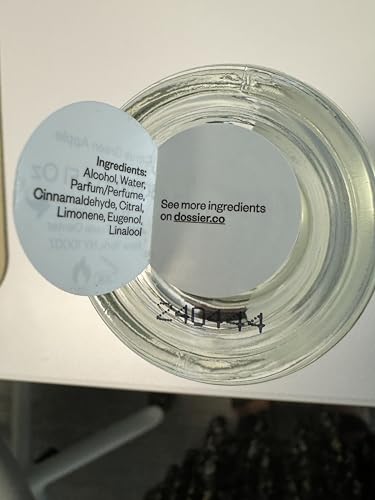 Ingredients:
Alcohol, Water,
Parfum/Perfume,
Cinnamaldehyde, Citral,
Limonene, Eugenol,
Linalool
See more ingredients
on dossier.co